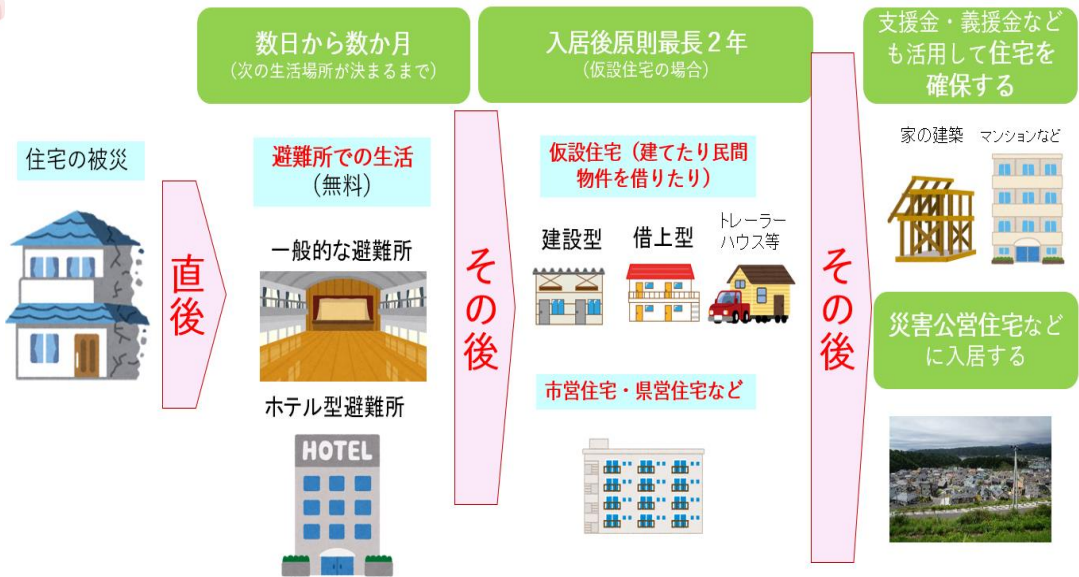 住宅の被災
直後
数日から数か月
（次の生活場所が決まるまで）
避難所での生活
（無料）
一般的な避難所
ホテル型避難所
HOTEL
その後
入居後原則最長２年
（仮設住宅の場合）
仮設住宅（建てたり民間
物件を借りたり）
建設型
借上型
トレーラー
ハウス等
市営住宅・県営住宅など
その後
支援金・義援金など
も活用して住宅を
確保する
家の建築
マンションなど
災害公営住宅など
に入居する